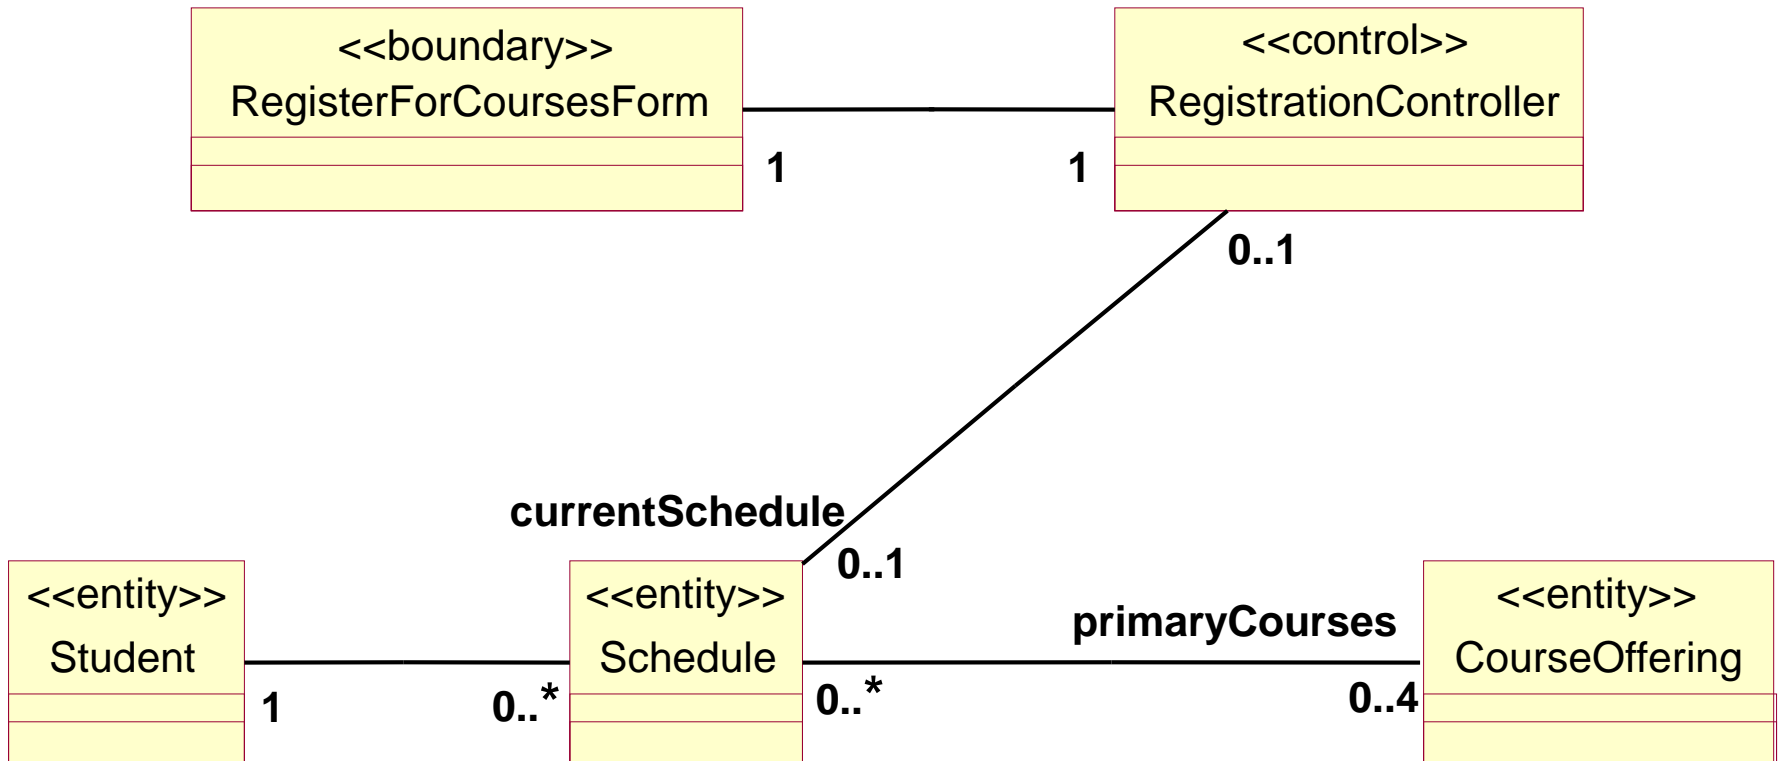 <<boundary>>
RegisterForCoursesForm
<<control>>
RegistrationController
1
1
0..1
currentSchedule
0..1
<<entity>>
Student
<<entity>>
Schedule
primaryCourses
<<entity>>
CourseOffering
1
0..*
0..*
0..4